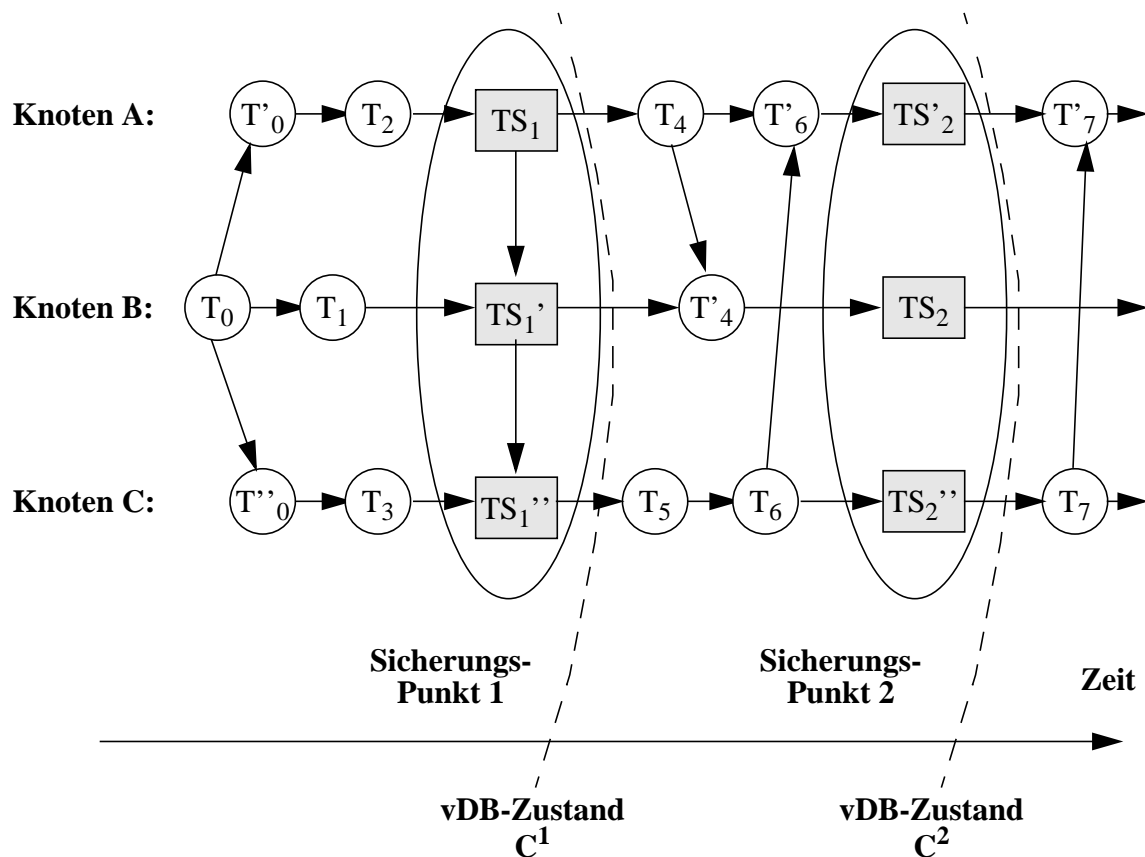 Knoten A: T'0 T2 TS1 T4 T'6 TS'2 T'7
Knoten B: T0 T1 TS1' T'4 TS2
Knoten C: T''0 T3 TS1'' T5 T6 TS2'' T7
Sicherungs-
Punkt 1
Sicherungs-
Punkt 2
Zeit
vDB-Zustand
C1
vDB-Zustand
C2